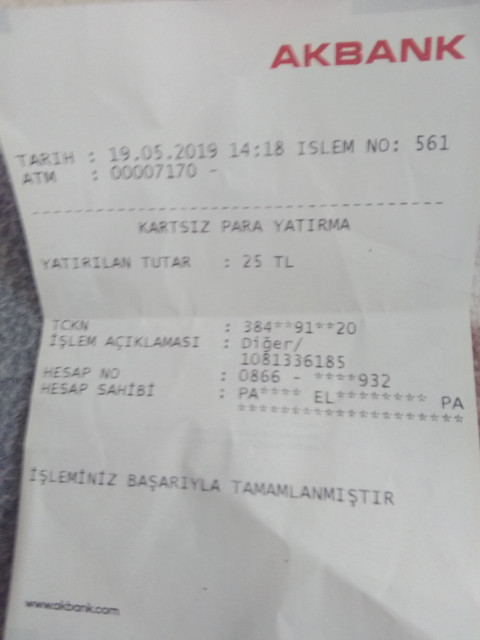 AKBANK
TARIH : 19.05.2019 14:18 ISLEM NO: 561
ATM : 00007170 -
----------------------------------------
KARTSIZ PARA YATIRMA
YATIRILAN TUTAR : 25 TL
TCKN : 384**91**20
İŞLEM AÇIKLAMASI : Diğer/
1081336185
HESAP NO : 0866 - ****932
HESAP SAHİBİ : PA**** EL******** PA
********************
İŞLEMİNİZ BAŞARIYLA TAMAMLANMIŞTIR
www.akbank.com